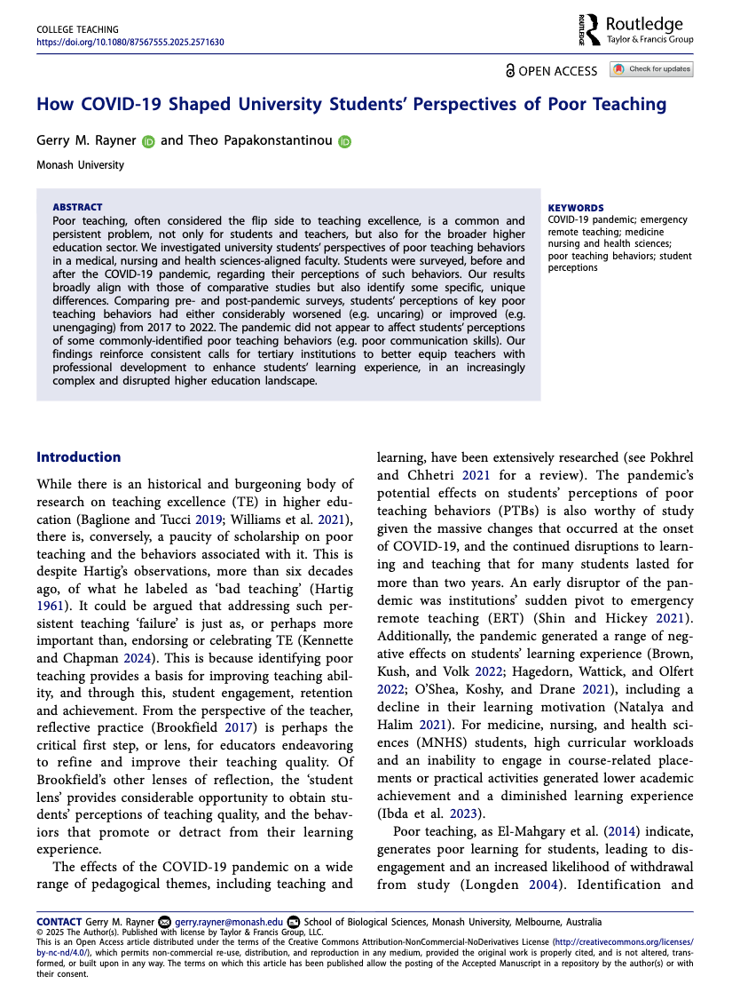 COLLEGE TEACHING
https://doi.org/10.1080/87567555.2025.2571630
ROUTLEDGE
Routledge
Taylor & Francis Group
OPEN ACCESS
Check for updates
How COVID-19 Shaped University Students’ Perspectives of Poor Teaching
Gerry M. Rayner iD and Theo Papakonstantinou iD
Monash University
ABSTRACT
Poor teaching, often considered the flip side to teaching excellence, is a common and
persistent problem, not only for students and teachers, but also for the broader higher
education sector. We investigated university students’ perspectives of poor teaching behaviors
in a medical, nursing and health sciences-aligned faculty. Students were surveyed, before and
after the COVID-19 pandemic, regarding their perceptions of such behaviors. Our results
broadly align with those of comparative studies but also identify some specific, unique
differences. Comparing pre- and post-pandemic surveys, students’ perceptions of key poor
teaching behaviors had either considerably worsened (e.g. uncaring) or improved (e.g.
unengaging) from 2017 to 2022. The pandemic did not appear to affect students’ perceptions
of some commonly-identified poor teaching behaviors (e.g. poor communication skills). Our
findings reinforce consistent calls for tertiary institutions to better equip teachers with
professional development to enhance students’ learning experience, in an increasingly
complex and disrupted higher education landscape.
KEYWORDS
COVID-19 pandemic; emergency
remote teaching; medicine
nursing and health sciences;
poor teaching behaviors; student
perceptions
Introduction
While there is an historical and burgeoning body of
research on teaching excellence (TE) in higher edu-
cation (Baglione and Tucci 2019; Williams et al. 2021),
there is, conversely, a paucity of scholarship on poor
teaching and the behaviors associated with it. This is
despite Hartig’s observations, more than six decades
ago, of what he labeled as ‘bad teaching’ (Hartig
1961). It could be argued that addressing such per-
sistent teaching ‘failure’ is just as, or perhaps more
important than, endorsing or celebrating TE (Kennette
and Chapman 2024). This is because identifying poor
teaching provides a basis for improving teaching abil-
ity, and through this, student engagement, retention
and achievement. From the perspective of the teacher,
reflective practice (Brookfield 2017) is perhaps the
critical first step, or lens, for educators endeavoring
to refine and improve their teaching quality. Of
Brookfield’s other lenses of reflection, the ‘student
lens’ provides considerable opportunity to obtain stu-
dents’ perceptions of teaching quality, and the behav-
iors that promote or detract from their learning
experience.
The effects of the COVID-19 pandemic on a wide
range of pedagogical themes, including teaching and
learning, have been extensively researched (see Pokhrel
and Chhetri 2021 for a review). The pandemic’s
potential effects on students’ perceptions of poor
teaching behaviors (PTBs) is also worthy of study
given the massive changes that occurred at the onset
of COVID-19, and the continued disruptions to learn-
ing and teaching that for many students lasted for
more than two years. An early disruptor of the pan-
demic was institutions’ sudden pivot to emergency
remote teaching (ERT) (Shin and Hickey 2021).
Additionally, the pandemic generated a range of neg-
ative effects on students’ learning experience (Brown,
Kush, and Volk 2022; Hagedorn, Wattick, and Olfert
2022; O’Shea, Koshy, and Drane 2021), including a
decline in their learning motivation (Natalya and
Halim 2021). For medicine, nursing, and health sci-
ences (MNHS) students, high curricular workloads
and an inability to engage in course-related place-
ments or practical activities generated lower academic
achievement and a diminished learning experience
(Ibda et al. 2023).
Poor teaching, as El-Mahgary et al. (2014) indicate,
generates poor learning for students, leading to dis-
engagement and an increased likelihood of withdrawal
from study (Longden 2004). Identification and
CONTACT Gerry M. Rayner gerry.rayner@monash.edu School of Biological Sciences, Monash University, Melbourne, Australia
© 2025 The Author(s). Published with license by Taylor & Francis Group, LLC.
This is an Open Access article distributed under the terms of the Creative Commons Attribution-NonCommercial-NoDerivatives License (http://creativecommons.org/licenses/
by-nc-nd/4.0/), which permits non-commercial re-use, distribution, and reproduction in any medium, provided the original work is properly cited, and is not altered, trans-
formed, or built upon in any way. The terms on which this article has been published allow the posting of the Accepted Manuscript in a repository by the author(s) or with
their consent.